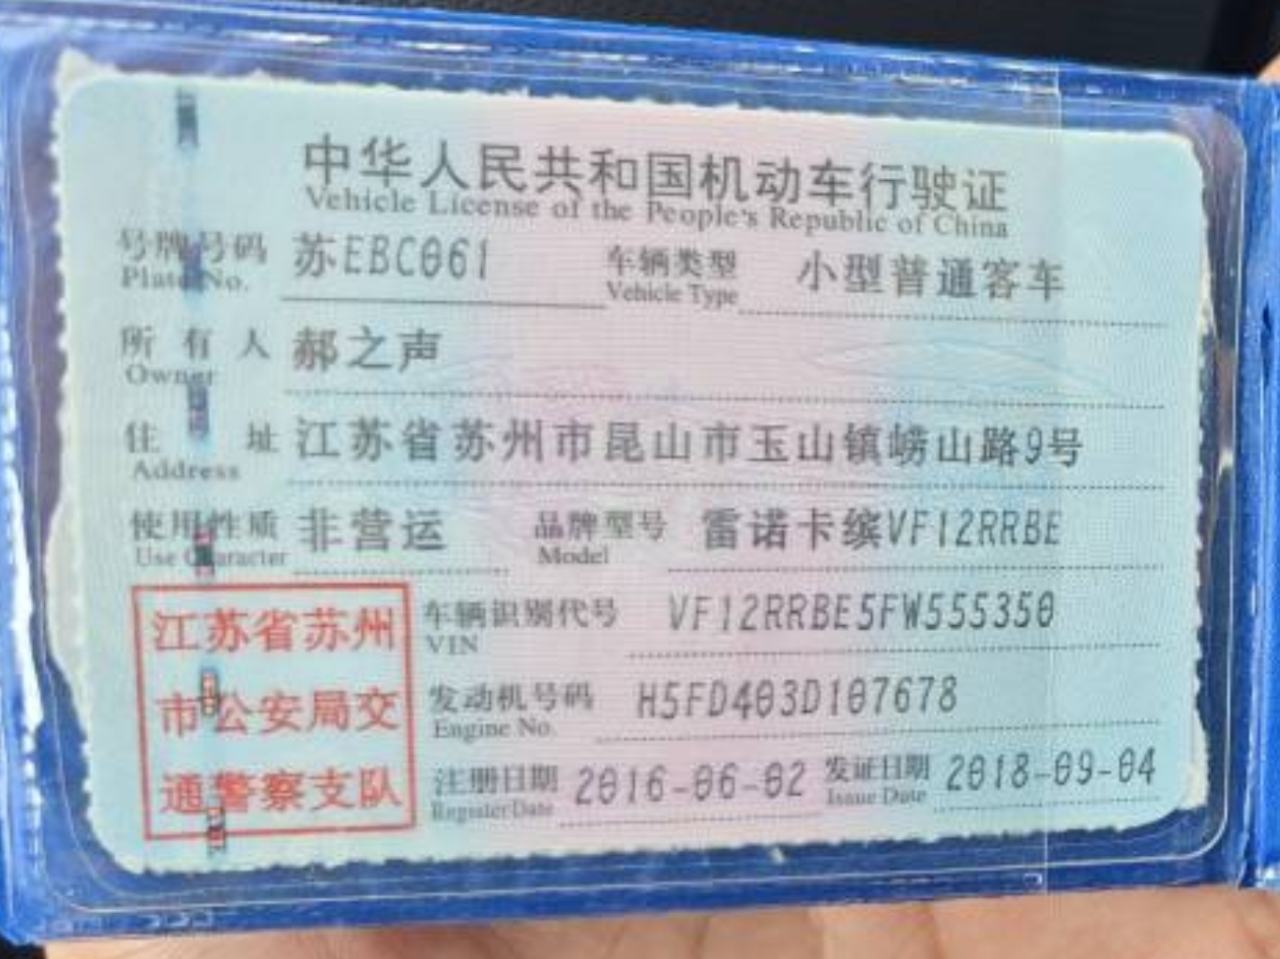 中华人民共和国机动车行驶证
Vehicle License of the People's Republic of China
号牌号码 苏EBC061 车辆类型 小型普通客车
Plate No. Vehicle Type
所有人 郝之声
Owner
住址 江苏省苏州市昆山市玉山镇崂山路9号
Address
使用性质 非营运 品牌型号 雷诺卡缤VF12RRBE
Use Character Model
江苏省苏州
市公安局交
通警察支队
车辆识别代号 VF12RRBE5FW555350
VIN
发动机号码 H5FD403D107678
Engine No.
注册日期 2016-06-02 发证日期 2018-09-04
Register Date Issue Date